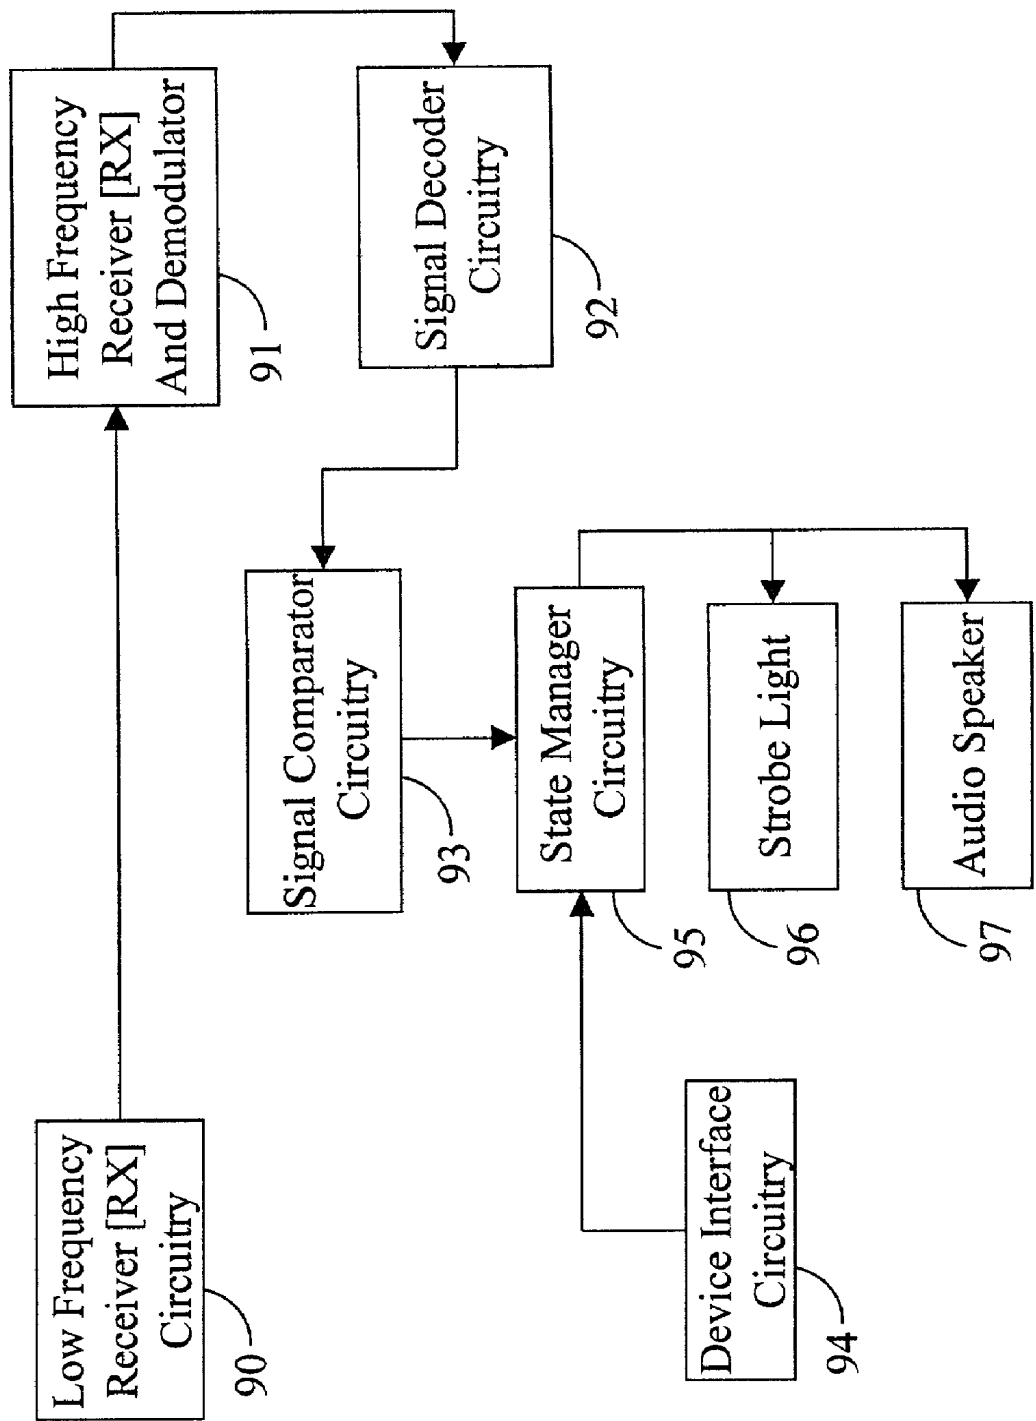 Low Frequency
Receiver [RX]
Circuitry
90
High Frequency
Receiver [RX]
And Demodulator
91
Signal Decoder
Circuitry
92
Signal Comparator
Circuitry
93
Device Interface
Circuitry
94
State Manager
Circuitry
95
Strobe Light
96
Audio Speaker
97